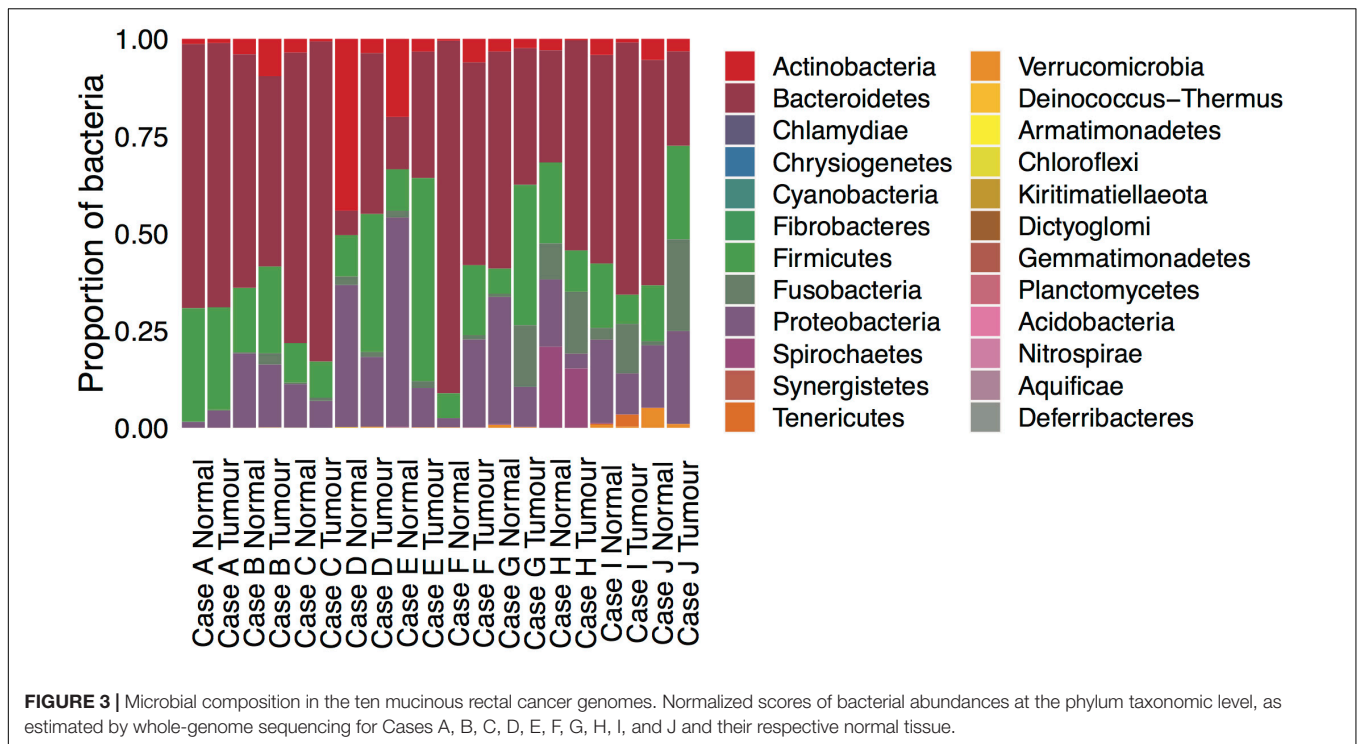 Proportion of bacteria
1.00
0.75
0.50
0.25
0.00
Case A Normal
Case A Tumour
Case B Normal
Case B Tumour
Case C Normal
Case C Tumour
Case D Normal
Case D Tumour
Case E Normal
Case E Tumour
Case F Normal
Case F Tumour
Case G Normal
Case G Tumour
Case H Normal
Case H Tumour
Case I Normal
Case I Tumour
Case J Normal
Case J Tumour
Actinobacteria
Bacteroidetes
Chlamydiae
Chrysiogenetes
Cyanobacteria
Fibrobacteres
Firmicutes
Fusobacteria
Proteobacteria
Spirochaetes
Synergistetes
Tenericutes
Verrucomicrobia
Deinococcus−Thermus
Armatimonadetes
Chloroflexi
Kiritimatiellaeota
Dictyoglomi
Gemmatimonadetes
Planctomycetes
Acidobacteria
Nitrospirae
Aquificae
Deferribacteres
FIGURE 3 | Microbial composition in the ten mucinous rectal cancer genomes. Normalized scores of bacterial abundances at the phylum taxonomic level, as
estimated by whole-genome sequencing for Cases A, B, C, D, E, F, G, H, I, and J and their respective normal tissue.